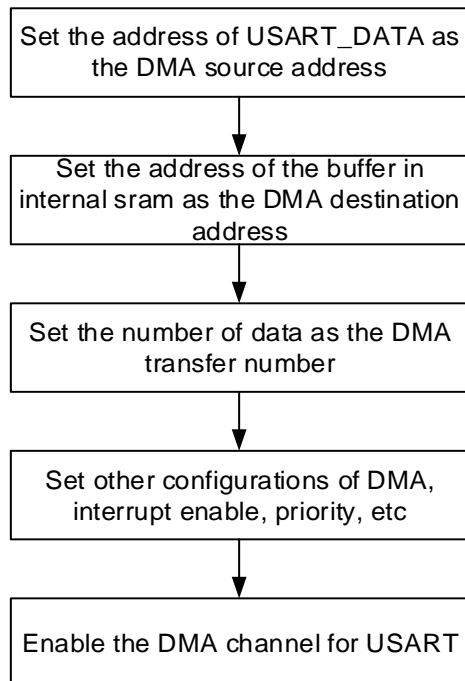 Set the address of USART_DATA as
the DMA source address
Set the address of the buffer in
internal sram as the DMA destination
address
Set the number of data as the DMA
transfer number
Set other configurations of DMA,
interrupt enable, priority, etc
Enable the DMA channel for USART